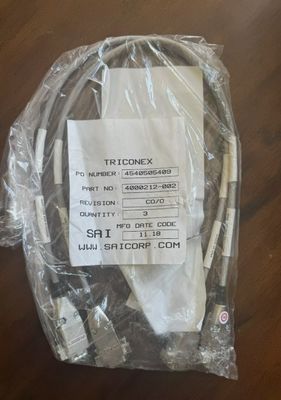 TRICONEX
PO NUMBER: 4540505409
PART NO: 4000212-002
REVISION: CO/0
QUANTITY: 3
MFG DATE CODE
SAI 11.18
WWW.SAICORP.COM